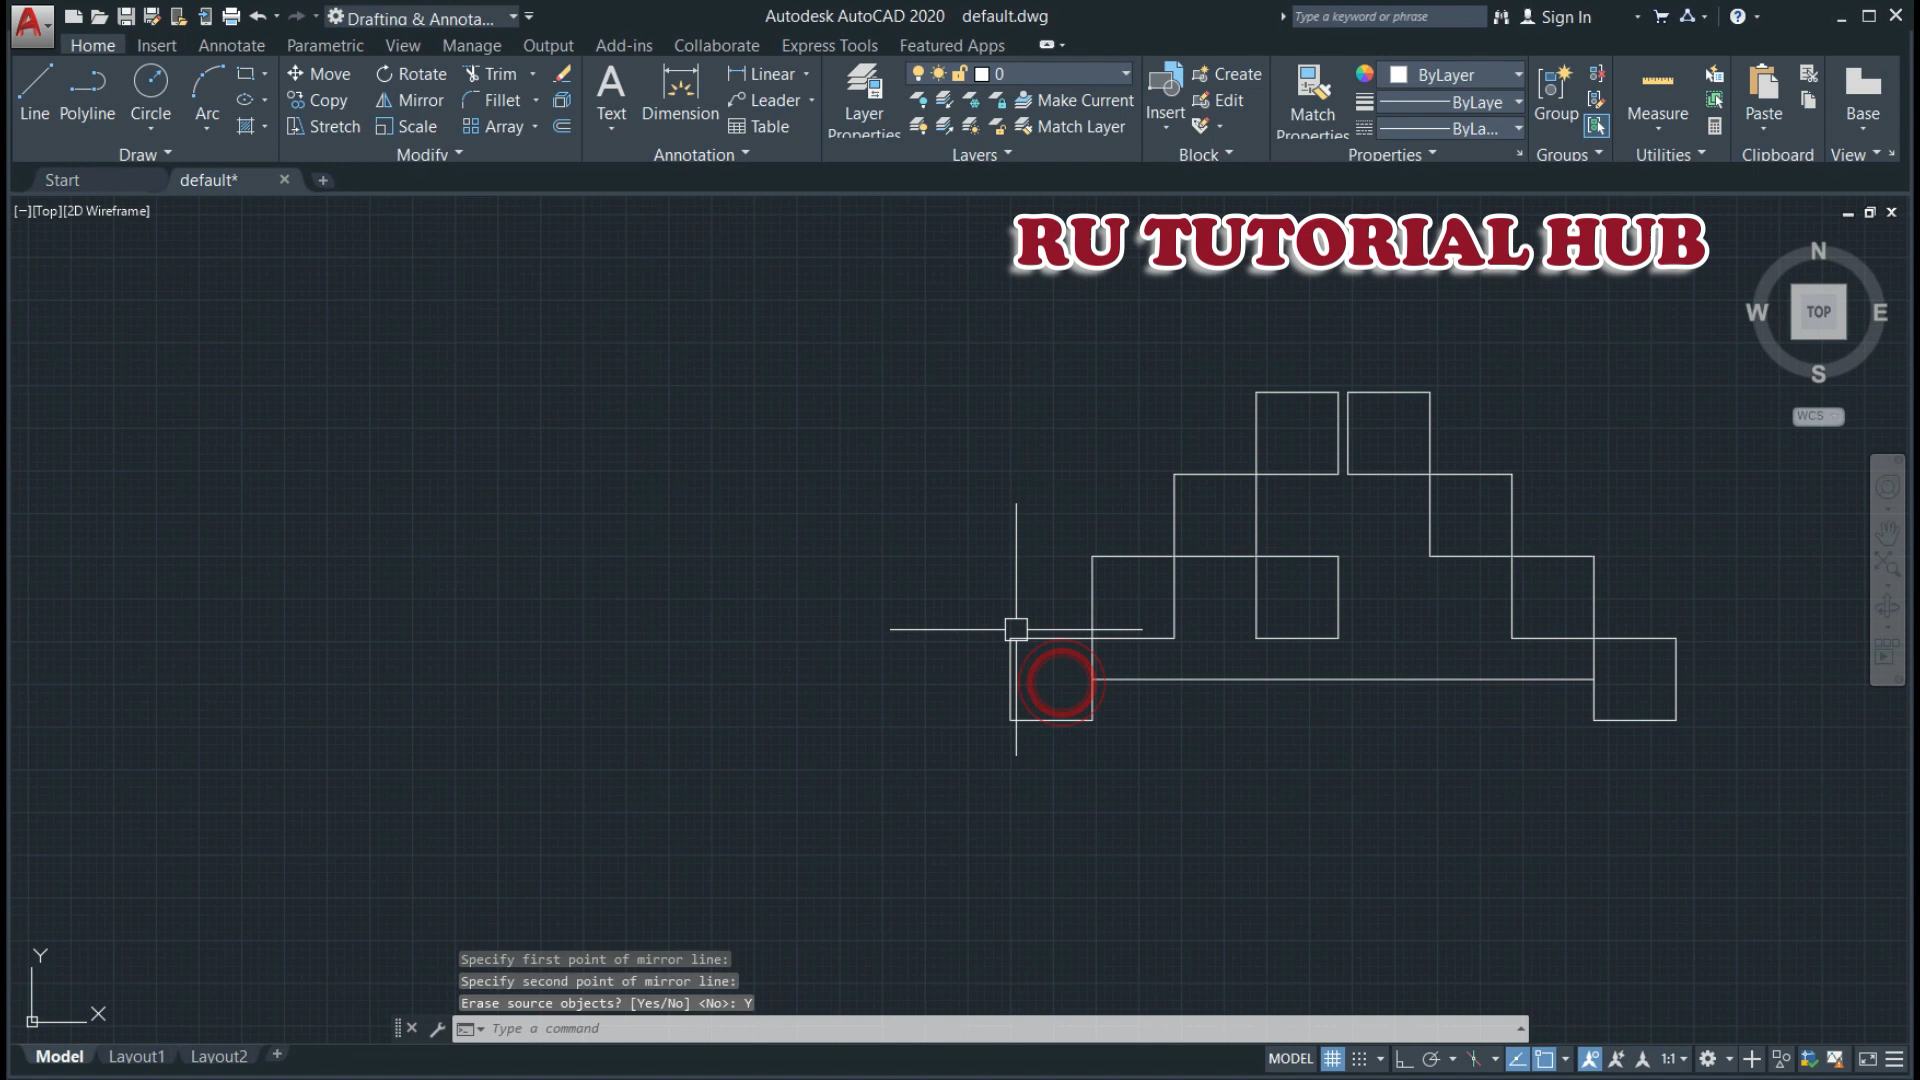 Drafting & Annota...
Autodesk AutoCAD 2020 default.dwg
Type a keyword or phrase
Sign In
Home Insert Annotate Parametric View Manage Output Add-ins Collaborate Express Tools Featured Apps
Line Polyline Circle Arc
Draw
Move Rotate Trim
Copy Mirror Fillet
Stretch Scale Array
Modify
Text Dimension
Linear
Leader
Table
Annotation
Layer Properties
0
Make Current
Match Layer
Layers
Insert
Create
Edit
Block
Match Properties
ByLayer
ByLaye
ByLa...
Properties
Group
Groups
Measure
Utilities
Paste
Clipboard
Base
View
Start default*
[−][Top][2D Wireframe]
RU TUTORIAL HUB
N
W TOP E
S
WCS
Y
X
Specify first point of mirror line:
Specify second point of mirror line:
Erase source objects? [Yes/No] <No>: Y
Type a command
Model Layout1 Layout2
MODEL
1:1